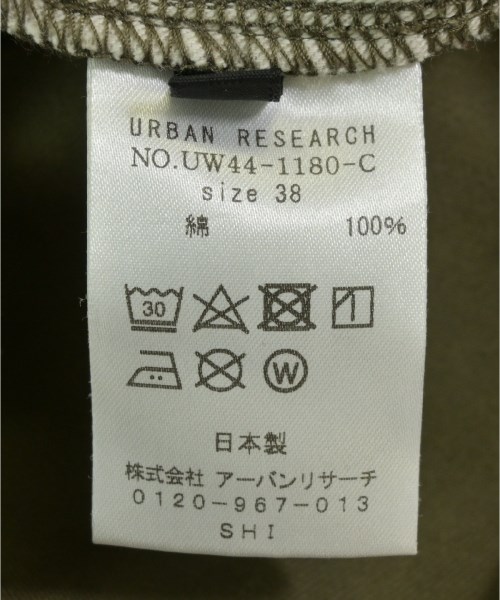 URBAN RESEARCH
NO.UW44-1180-C
size 38
綿 100%
30
W
日本製
株式会社 アーバンリサーチ
0120-967-013
SHI